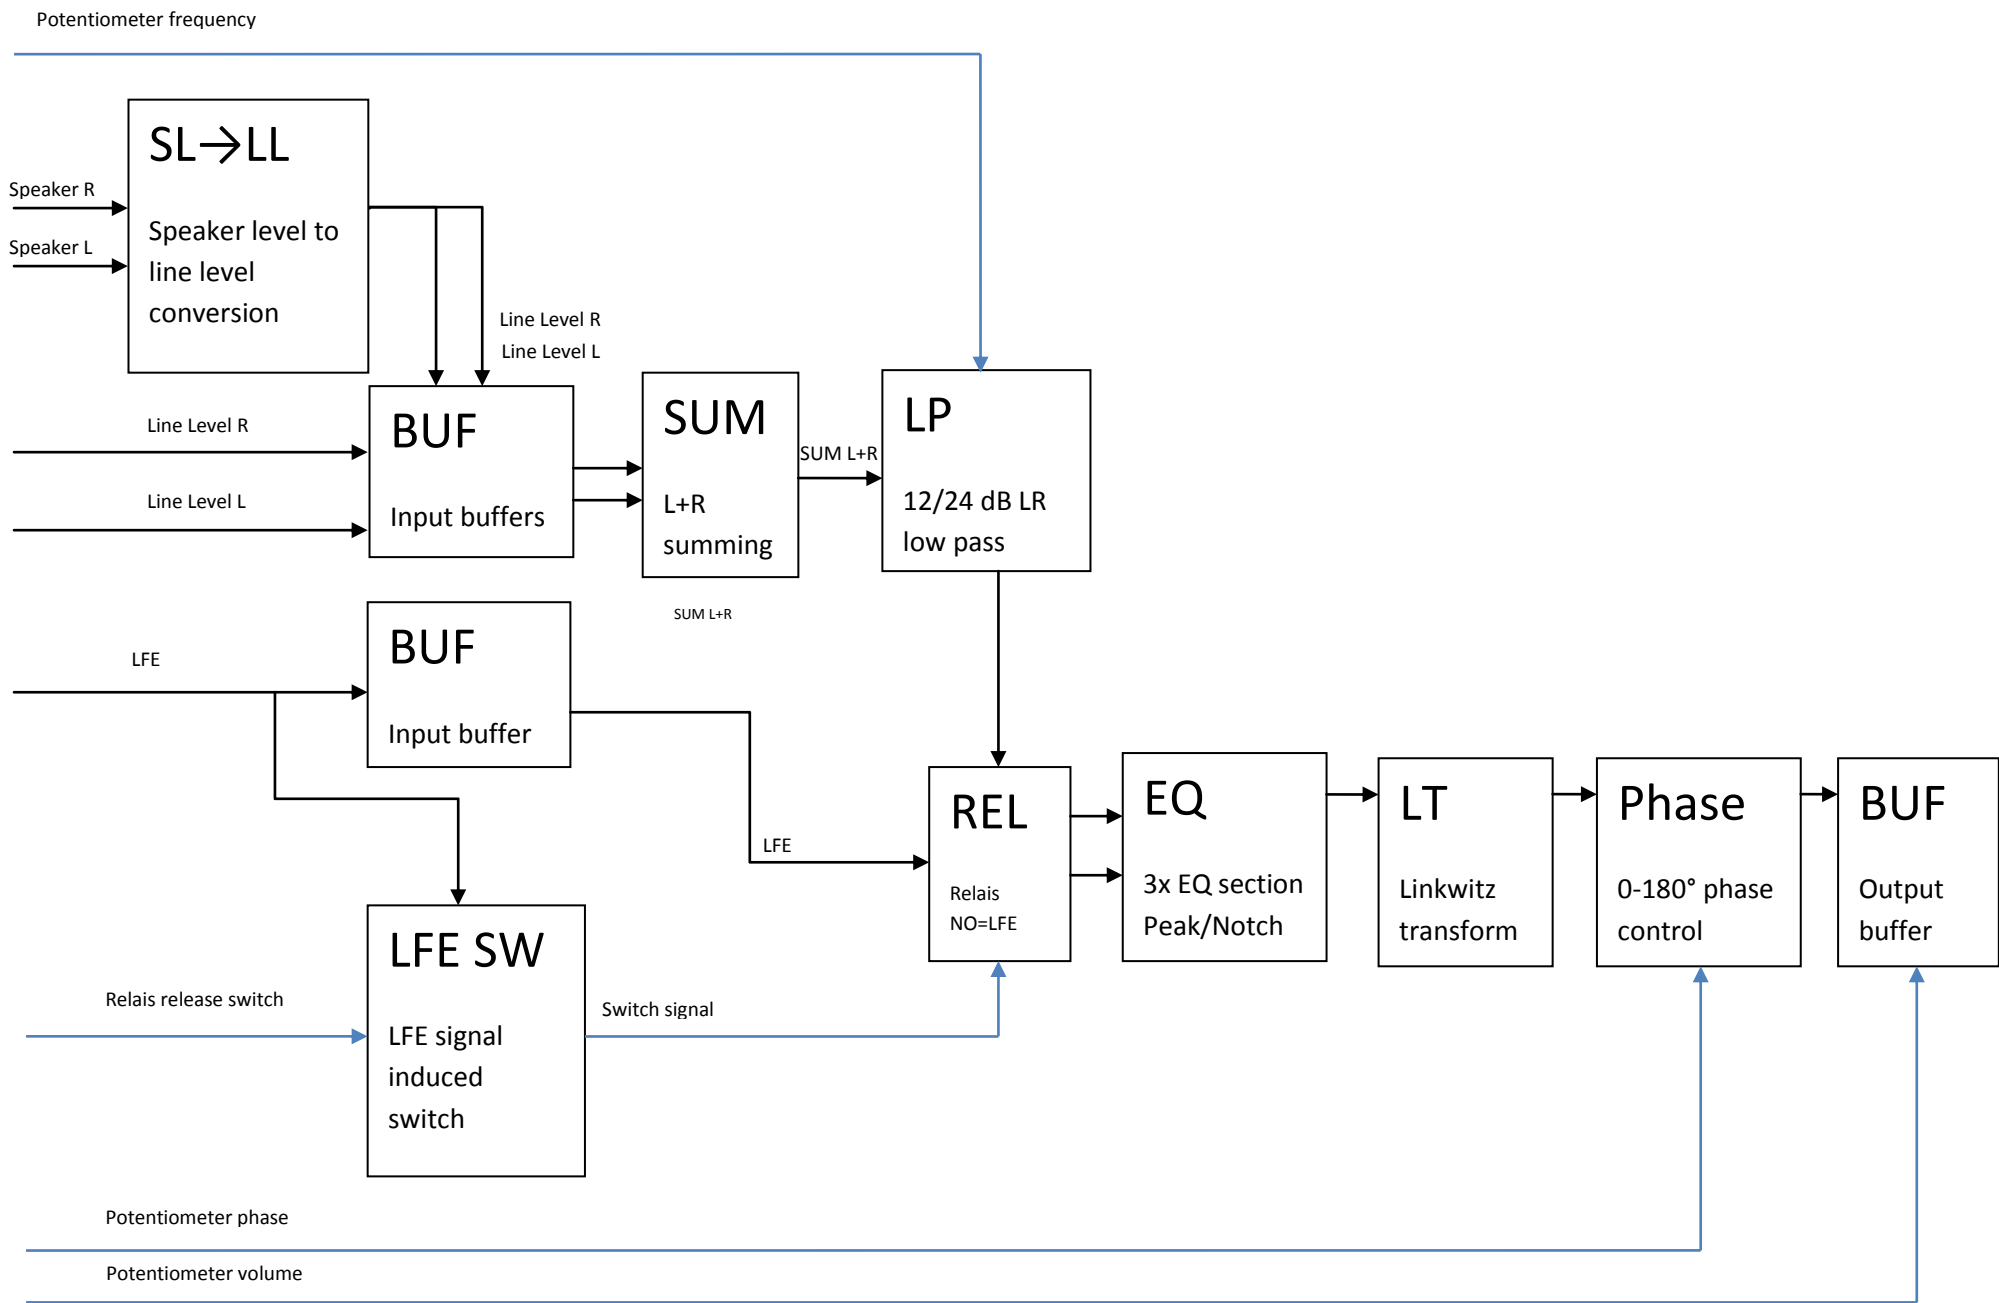 Potentiometer frequency
SL→LL
Speaker level to
line level
conversion
Speaker R
Speaker L
Line Level R
Line Level L
Line Level R
Line Level L
BUF
Input buffers
SUM
L+R
summing
SUM L+R
LP
12/24 dB LR
low pass
SUM L+R
LFE
BUF
Input buffer
LFE
REL
Relais
NO=LFE
EQ
3x EQ section
Peak/Notch
LT
Linkwitz
transform
Phase
0-180° phase
control
BUF
Output
buffer
Relais release switch
LFE SW
LFE signal
induced
switch
Switch signal
Potentiometer phase
Potentiometer volume